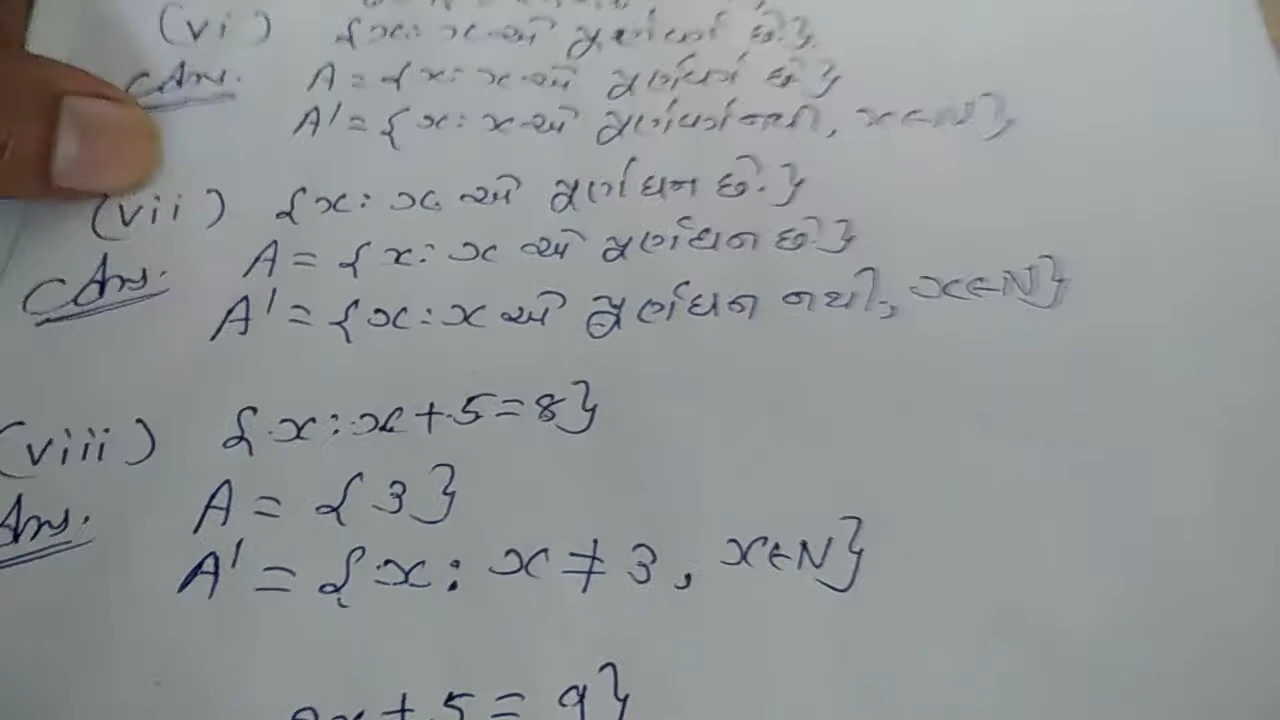 (vi) {x: x એ પૂર્ણવર્ગ છે.}
Ans. A = {x: x એ પૂર્ણવર્ગ છે}
A' = {x: x એ પૂર્ણવર્ગ નથી, x∈N}
(vii) {x: x એ પૂર્ણઘન છે.}
Ans. A = {x: x એ પૂર્ણઘન છે}
A' = {x: x એ પૂર્ણઘન નથી, x∈N}
(viii) {x: x+5=8}
Ans. A = {3}
A' = {x: x≠3, x∈N}
2x+5=9}